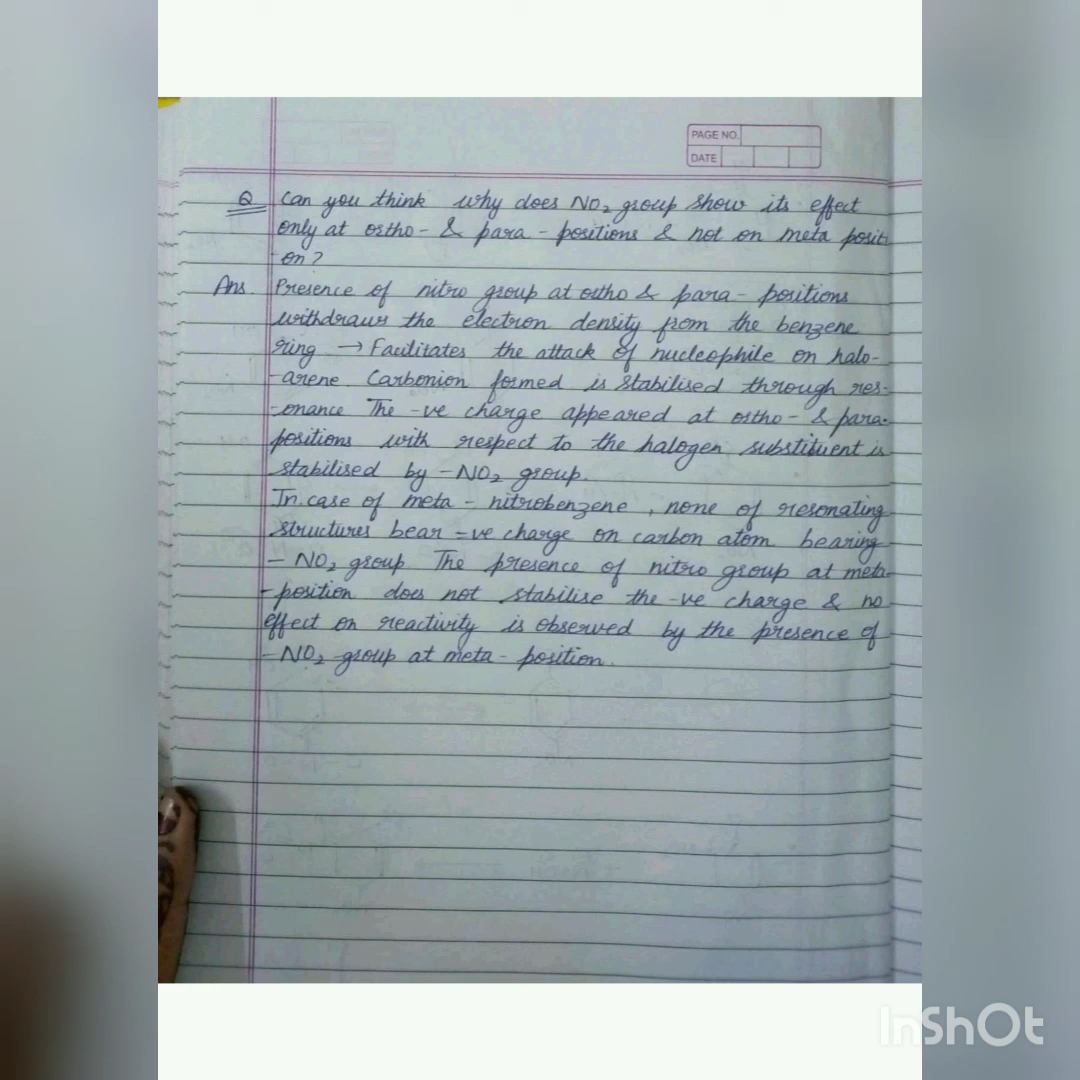 PAGE NO.
DATE
Q Can you think why does NO₂ group show its effect
only at ortho- & para-positions & not on meta positi
-on?
Ans. Presence of nitro group at ortho & para-positions
withdraws the electron density from the benzene
ring → Facilitates the attack of nucleophile on halo-
-arene. Carbonion formed is stabilised through res-
-onance The -ve charge appeared at ortho- & para-
positions with respect to the halogen substituent is
stabilised by -NO₂ group.
In case of meta-nitrobenzene, none of resonating
structures bear -ve charge on carbon atom bearing
-NO₂ group. The presence of nitro group at meta-
-position does not stabilise the -ve charge & no
effect on reactivity is observed by the presence of
-NO₂ group at meta-position.
InShOt